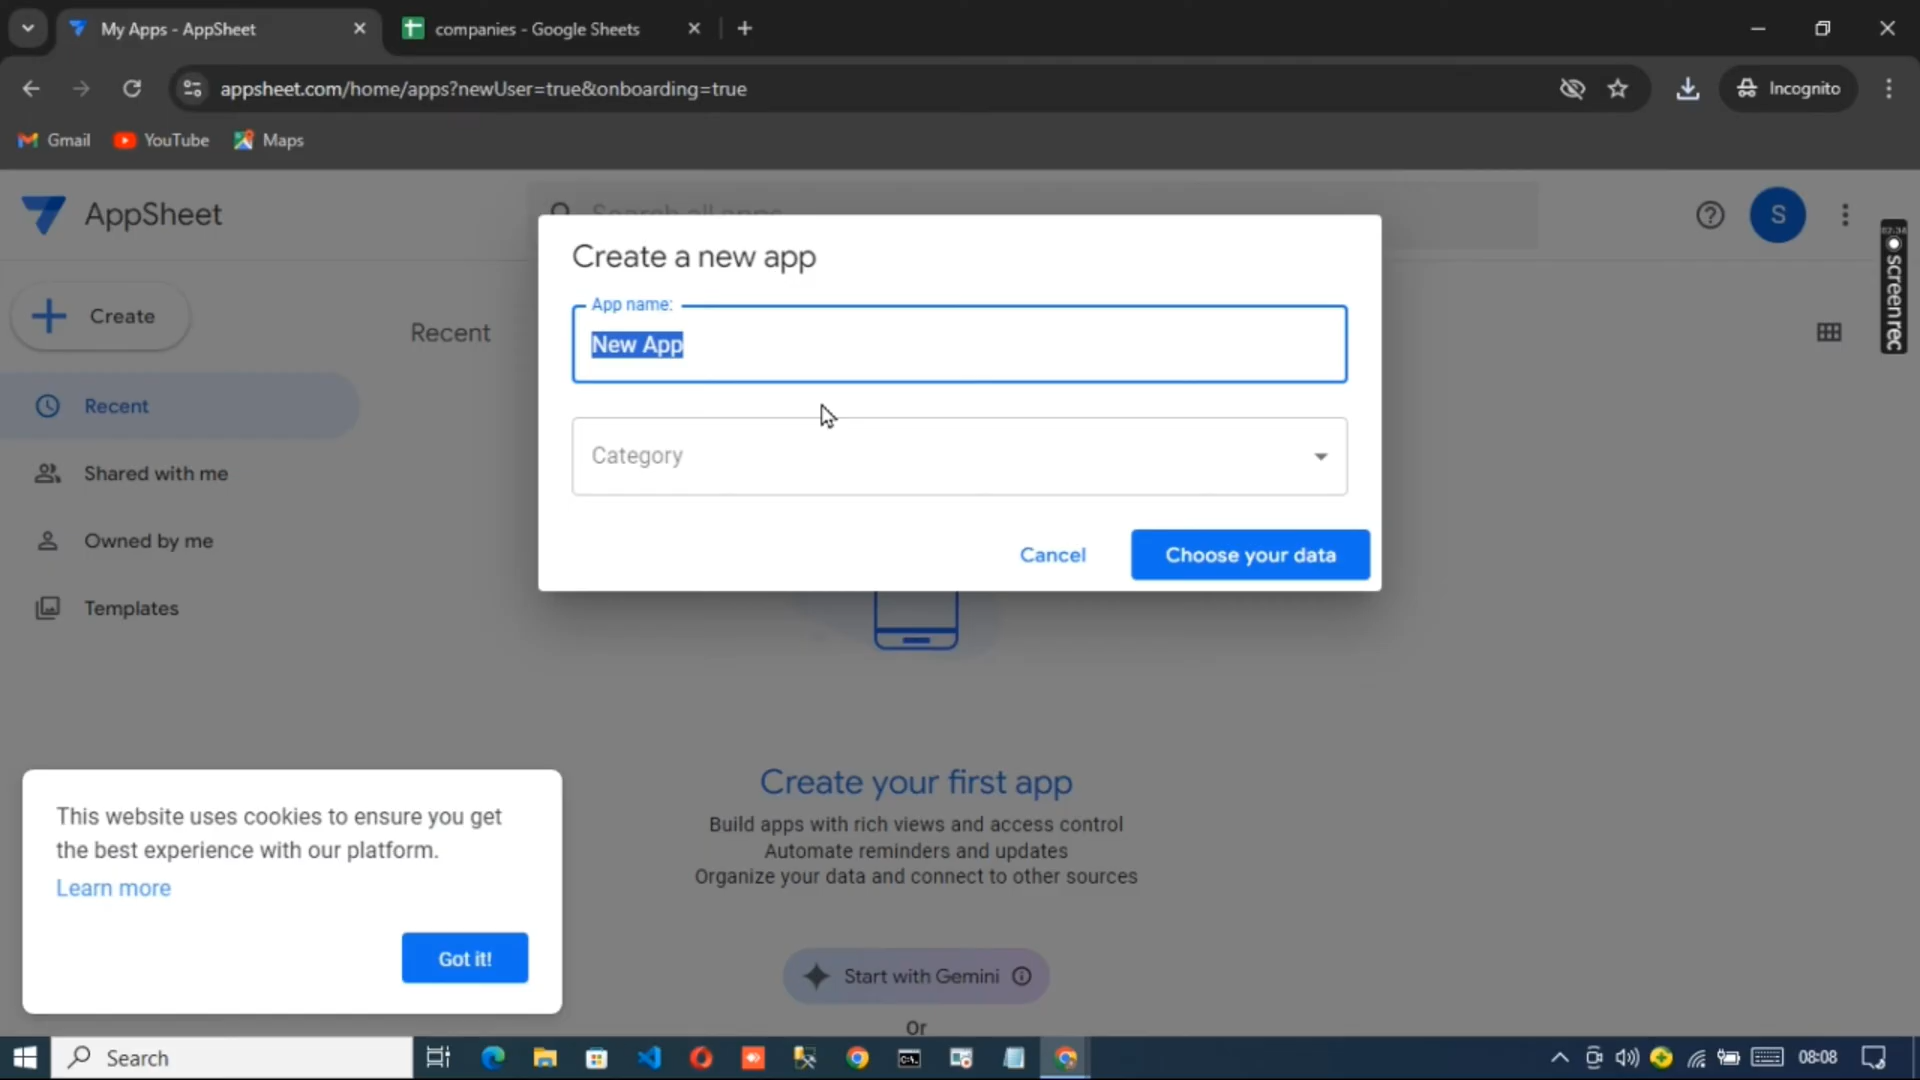 My Apps - AppSheet
companies - Google Sheets
appsheet.com/home/apps?newUser=true&onboarding=true
Incognito
Gmail
YouTube
Maps
AppSheet
Search all apps
S
Create a new app
App name:
New App
Category
Cancel
Choose your data
Create
Recent
Recent
Shared with me
Owned by me
Templates
screenrec
Create your first app
Build apps with rich views and access control
Automate reminders and updates
Organize your data and connect to other sources
Start with Gemini
Or
This website uses cookies to ensure you get
the best experience with our platform.
Learn more
Got it!
Search
08:08